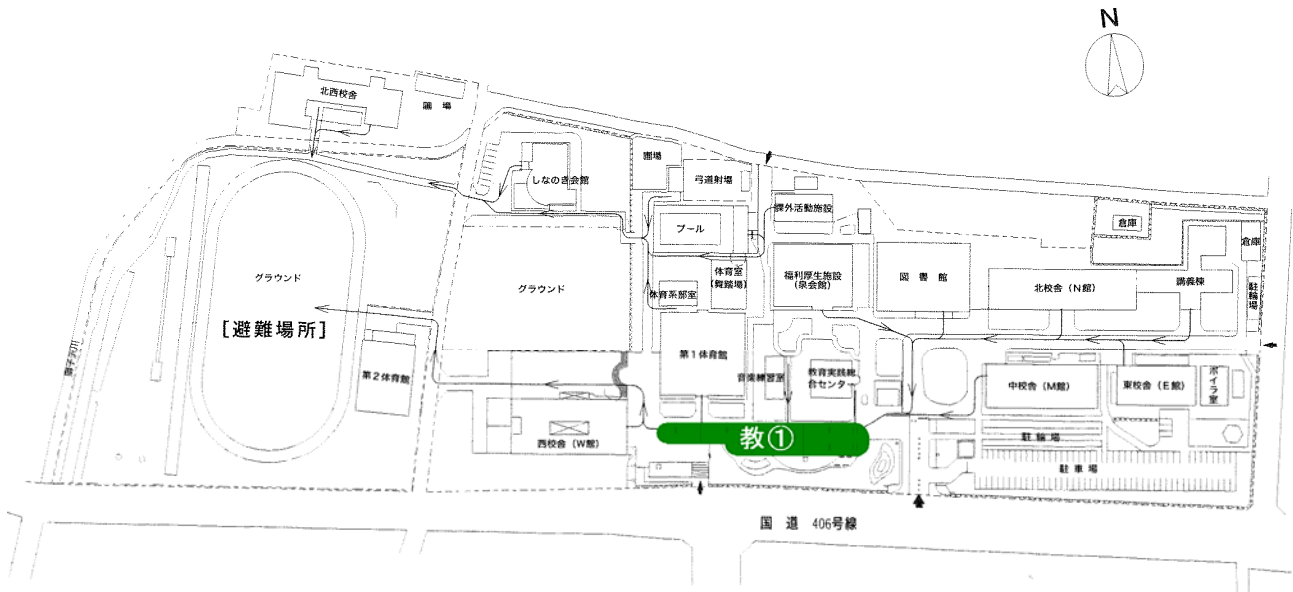 N
北西校舎
圃場
しなのき会館
圃場
弓道射場
課外活動施設
プール
倉庫
倉庫
グラウンド
グラウンド
体育系部室
体育室
(舞踏場)
福利厚生施設
(泉会館)
図書館
北校舎(N館)
講義棟
駐輪場
[避難場所]
第2体育館
第1体育館
音楽練習室
教育実践総
合センター
中校舎(M館)
東校舎(E館)
ボイラ室
西校舎(W館)
教①
駐輪場
駐車場
国道 406号線